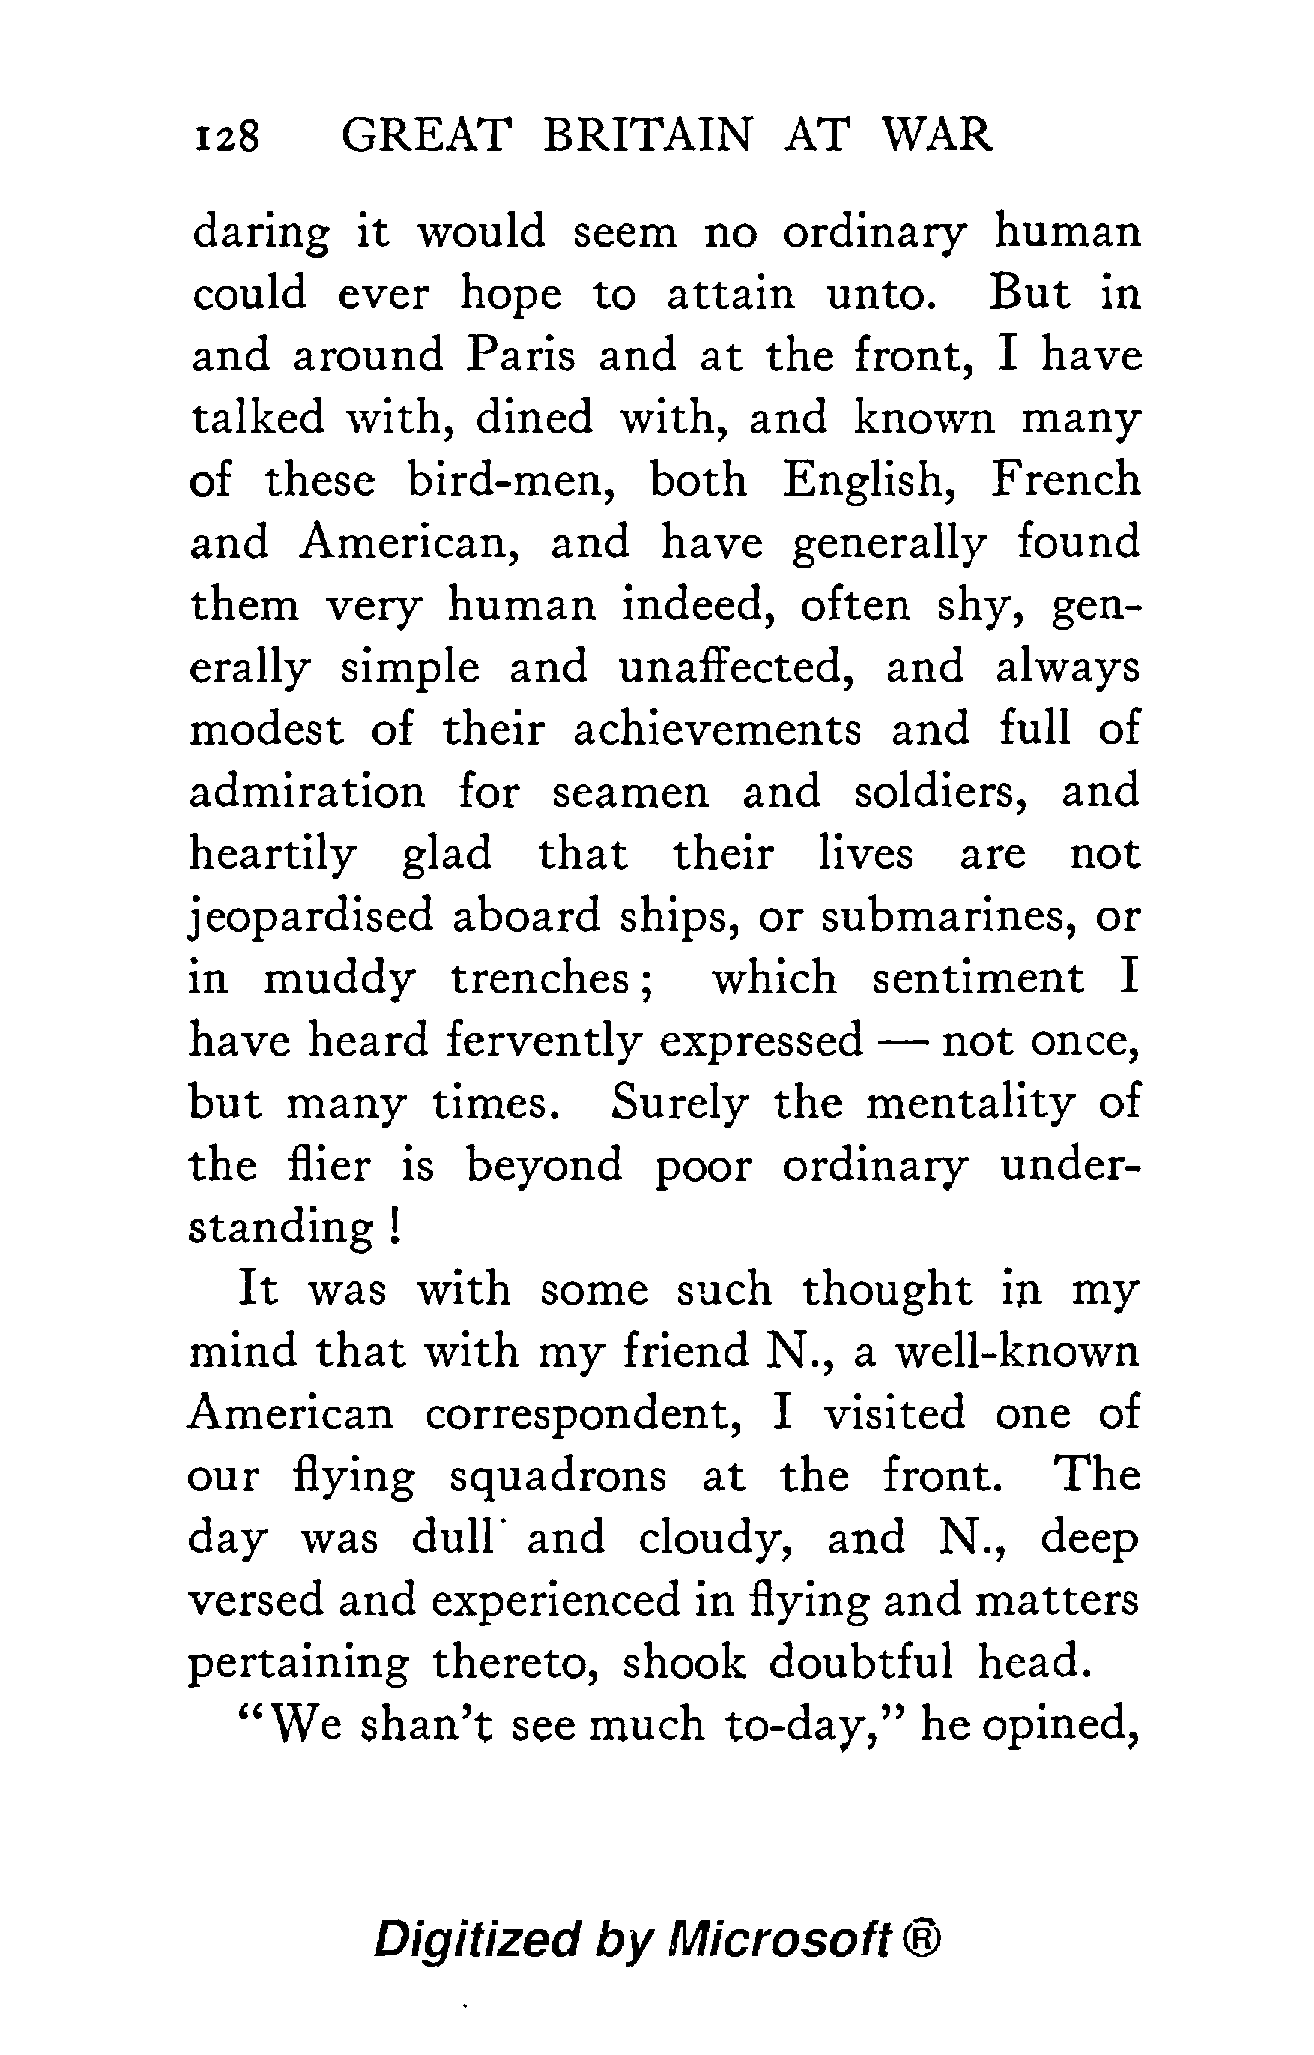 128 GREAT BRITAIN AT WAR
daring it would seem no ordinary human
could ever hope to attain unto. But in
and around Paris and at the front, I have
talked with, dined with, and known many
of these bird-men, both English, French
and American, and have generally found
them very human indeed, often shy, gen-
erally simple and unaffected, and always
modest of their achievements and full of
admiration for seamen and soldiers, and
heartily glad that their lives are not
jeopardised aboard ships, or submarines, or
in muddy trenches; which sentiment I
have heard fervently expressed — not once,
but many times. Surely the mentality of
the flier is beyond poor ordinary under-
standing!
It was with some such thought in my
mind that with my friend N., a well-known
American correspondent, I visited one of
our flying squadrons at the front. The
day was dull and cloudy, and N., deep
versed and experienced in flying and matters
pertaining thereto, shook doubtful head.
“We shan’t see much to-day,” he opined,
Digitized by Microsoft ®